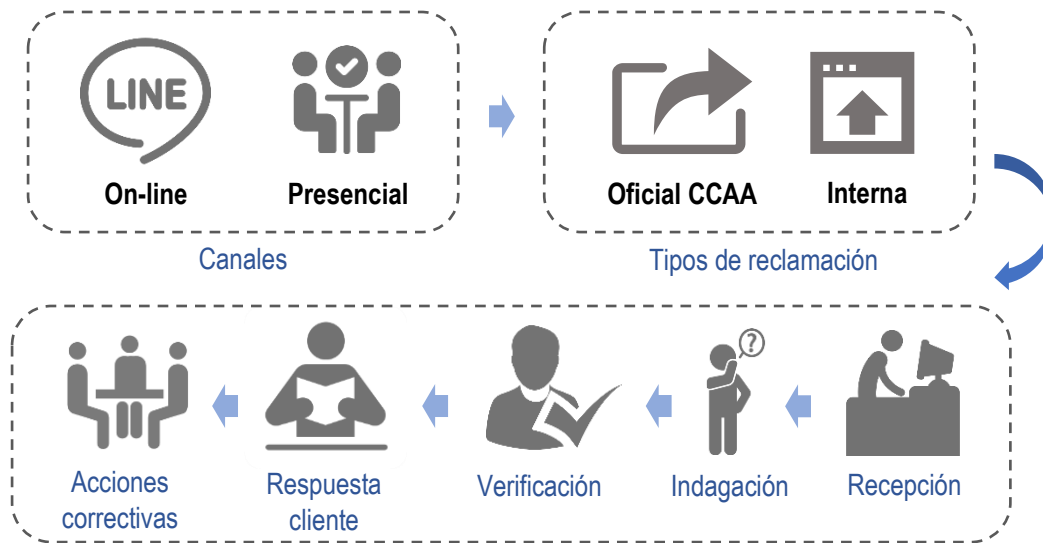 LINE
On-line
Presencial
Canales
Oficial CCAA
Interna
Tipos de reclamación
?
Acciones
correctivas
Respuesta
cliente
Verificación
Indagación
Recepción